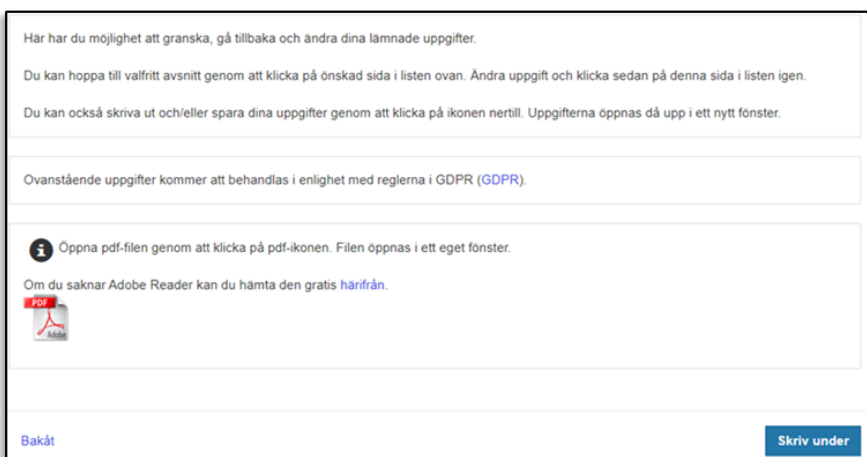 Här har du möjlighet att granska, gå tillbaka och ändra dina lämnade uppgifter.
Du kan hoppa till valfritt avsnitt genom att klicka på önskad sida i listen ovan. Ändra uppgift och klicka sedan på denna sida i listen igen.
Du kan också skriva ut och/eller spara dina uppgifter genom att klicka på ikonen nertill. Uppgifterna öppnas då upp i ett nytt fönster.
Ovanstående uppgifter kommer att behandlas i enlighet med reglerna i GDPR (GDPR).
Öppna pdf-filen genom att klicka på pdf-ikonen. Filen öppnas i ett eget fönster.
Om du saknar Adobe Reader kan du hämta den gratis härifrån.
PDF
Adobe
Bakåt
Skriv under